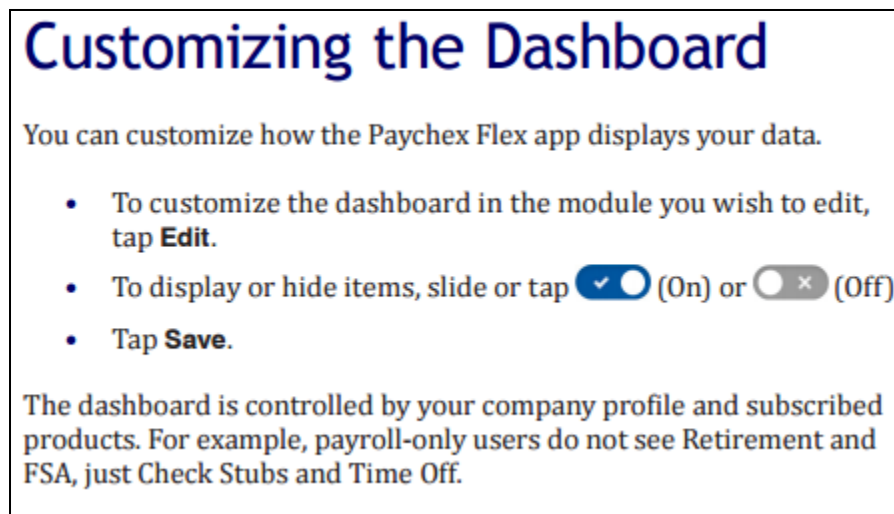 Customizing the Dashboard
You can customize how the Paychex Flex app displays your data.
• To customize the dashboard in the module you wish to edit,
tap Edit.
• To display or hide items, slide or tap (On) or (Off)
• Tap Save.
The dashboard is controlled by your company profile and subscribed
products. For example, payroll-only users do not see Retirement and
FSA, just Check Stubs and Time Off.